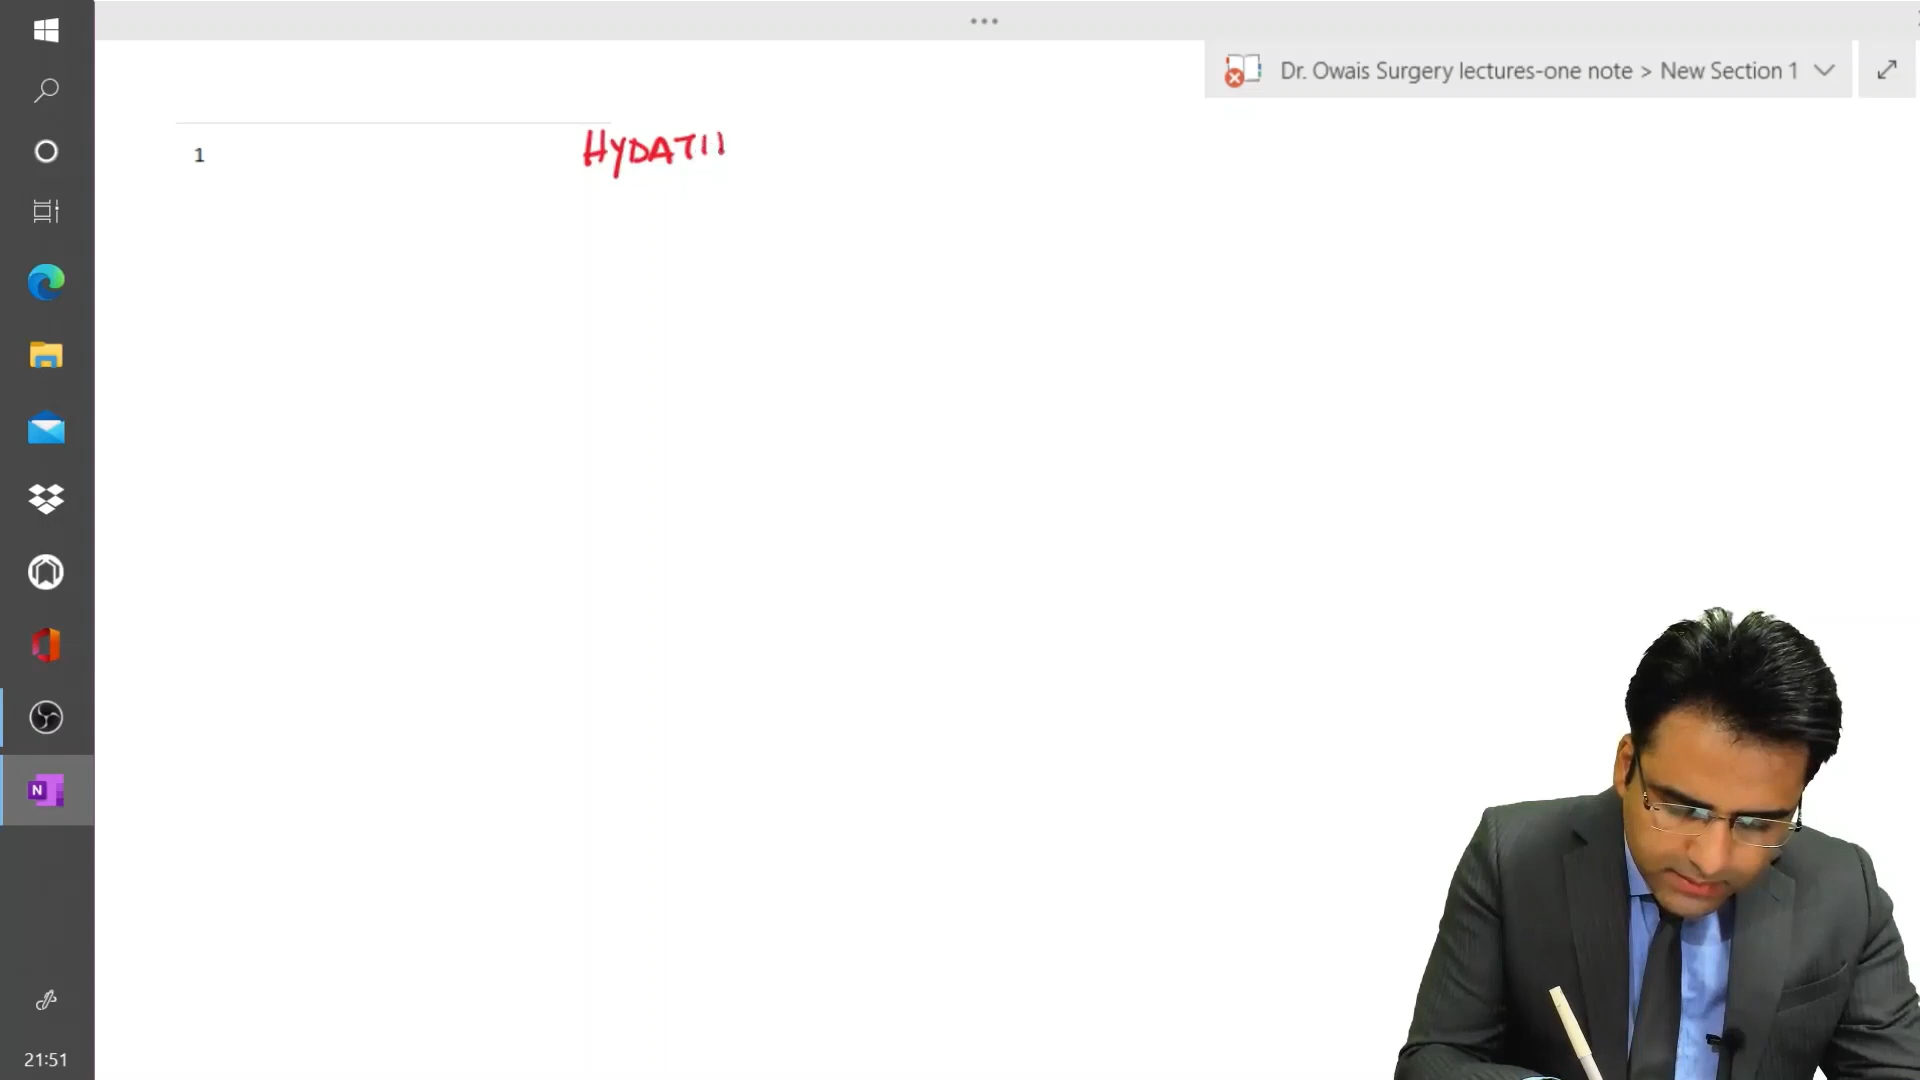 Dr. Owais Surgery lectures-one note > New Section 1
1
HYDATI
N
21:51